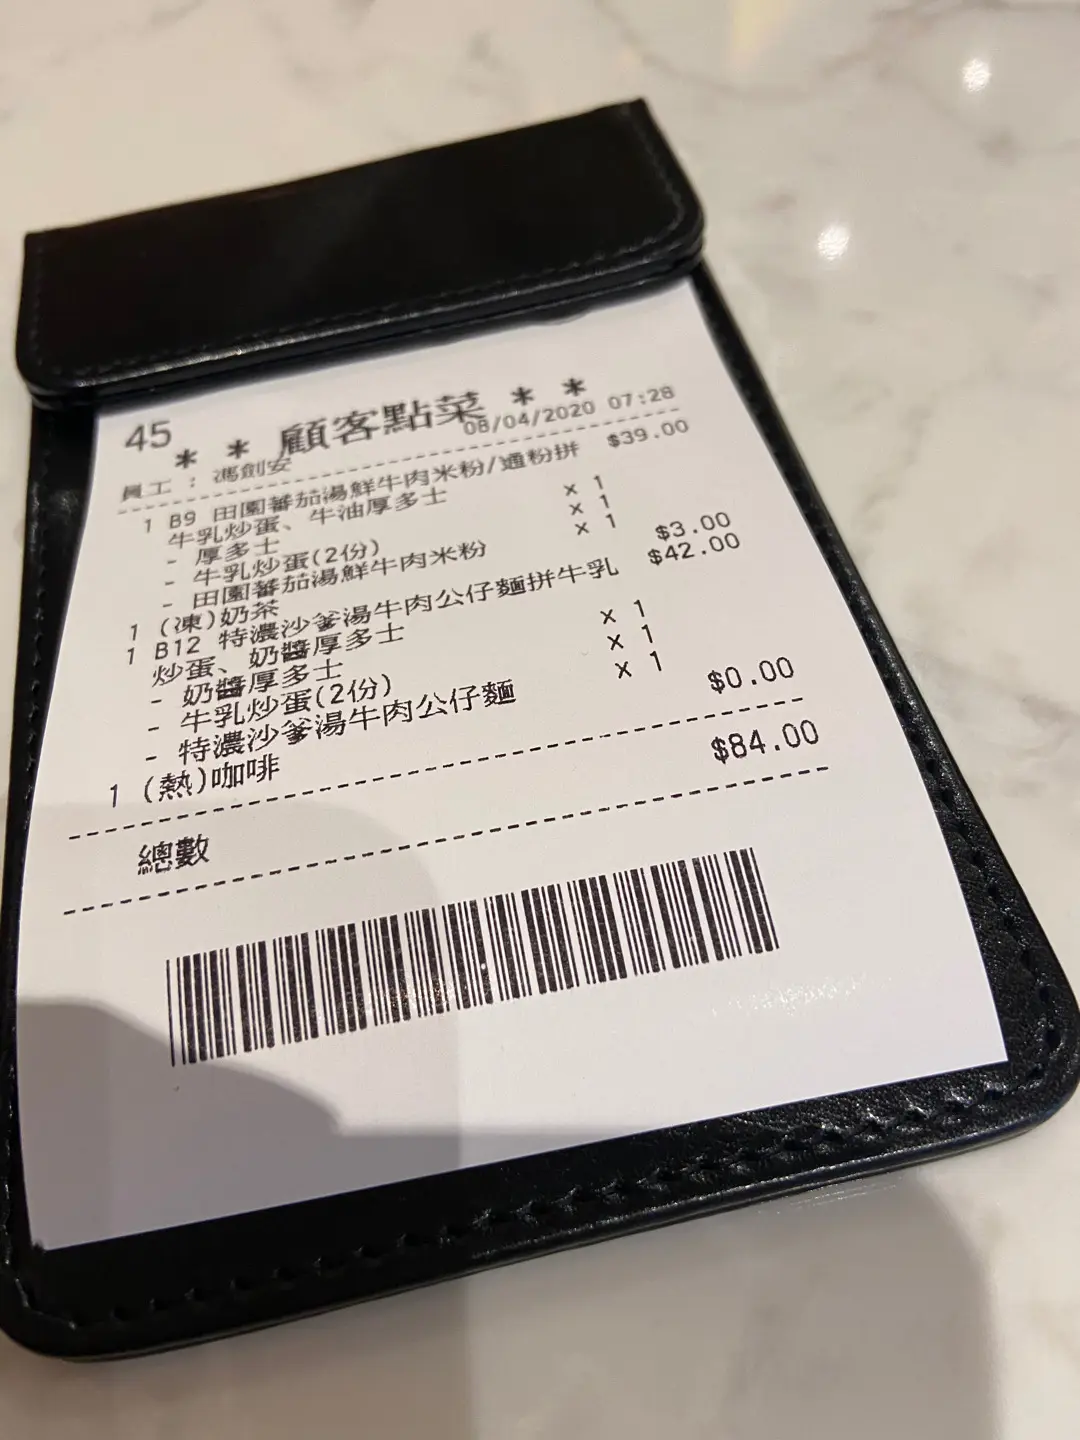 45
* * 顧客點菜 * *
員工 : 馮劍安 08/04/2020 07:28
1 B9 田園蕃茄湯鮮牛肉米粉/通粉拼 $39.00
牛乳炒蛋、牛油厚多士
- 厚多士 x 1
- 牛乳炒蛋(2份) x 1
- 田園蕃茄湯鮮牛肉米粉 x 1
1 (凍)奶茶 $3.00
1 B12 特濃沙爹湯牛肉公仔麵拼牛乳 $42.00
炒蛋、奶醬厚多士
- 奶醬厚多士 x 1
- 牛乳炒蛋(2份) x 1
- 特濃沙爹湯牛肉公仔麵 x 1
1 (熱)咖啡 $0.00
總數 $84.00